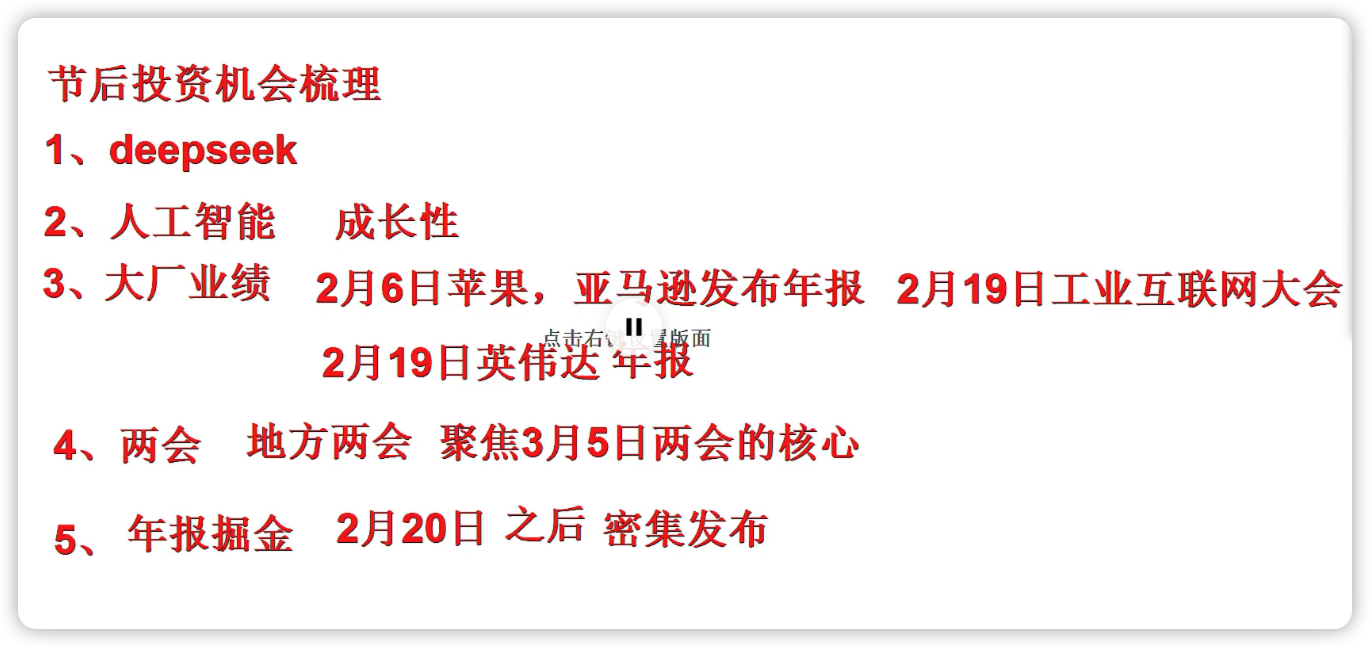 节后投资机会梳理
1、deepseek
2、人工智能 成长性
3、大厂业绩 2月6日苹果，亚马逊发布年报 2月19日工业互联网大会
点击右键设置版面
2月19日英伟达 年报
4、两会 地方两会 聚焦3月5日两会的核心
5、年报掘金 2月20日 之后 密集发布